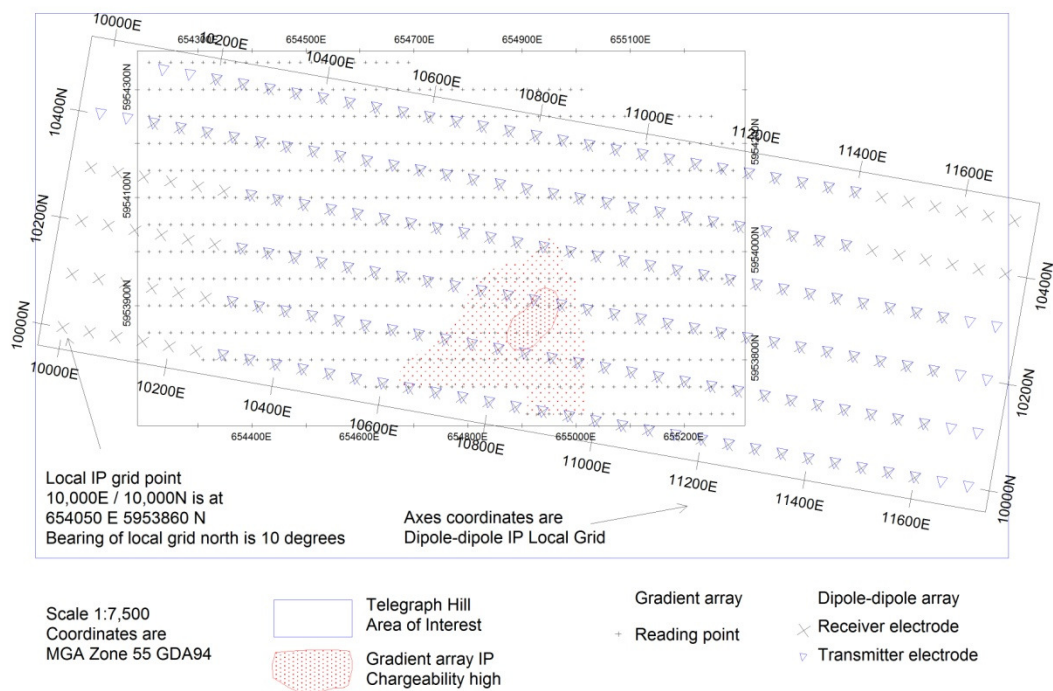 10000E
654300E
10200E
654500E
10400E
654700E
10600E
654900E
10800E
655100E
11000E
11200E
11400E
11600E
10400N
5954300N
5954200N
10200N
5954100N
5954000N
10400N
10000N
5953900N
5953800N
10200N
10000N
10000E
10200E
10400E
10600E
10800E
11000E
11200E
11400E
11600E
654400E
654600E
654800E
655000E
655200E
Local IP grid point
10,000E / 10,000N is at
654050 E 5953860 N
Bearing of local grid north is 10 degrees
Axes coordinates are
Dipole-dipole IP Local Grid
Scale 1:7,500
Coordinates are
MGA Zone 55 GDA94
Telegraph Hill
Area of Interest
Gradient array IP
Chargeability high
Gradient array
Reading point
Dipole-dipole array
Receiver electrode
Transmitter electrode